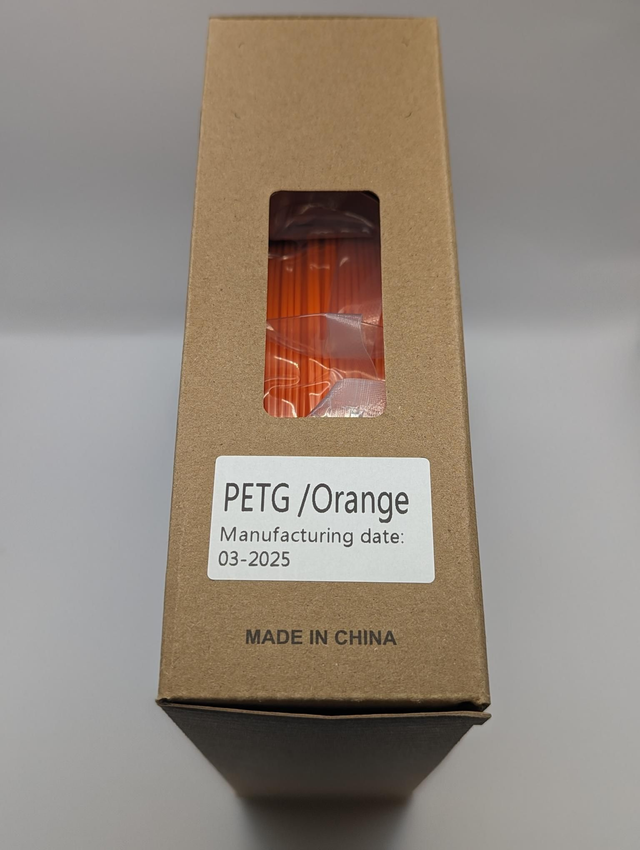 PETG /Orange
Manufacturing date:
03-2025
MADE IN CHINA